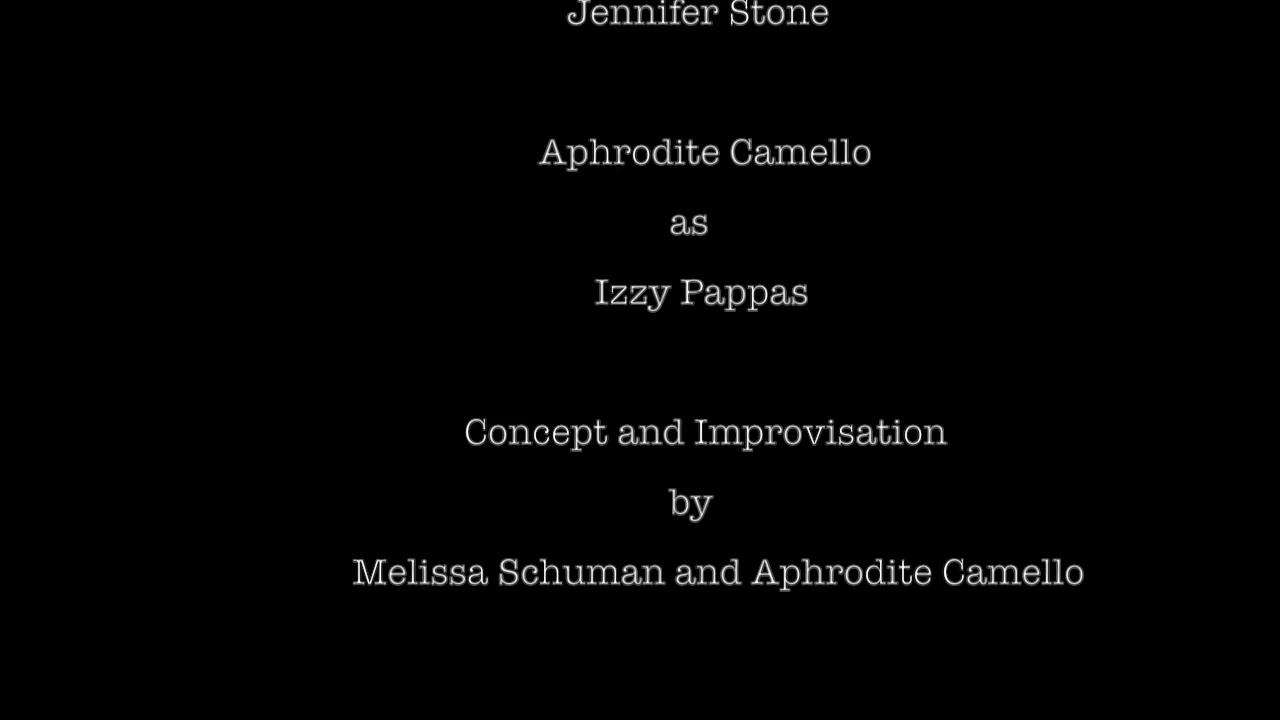 Jennifer Stone
Aphrodite Camello
as
Izzy Pappas
Concept and Improvisation
by
Melissa Schuman and Aphrodite Camello